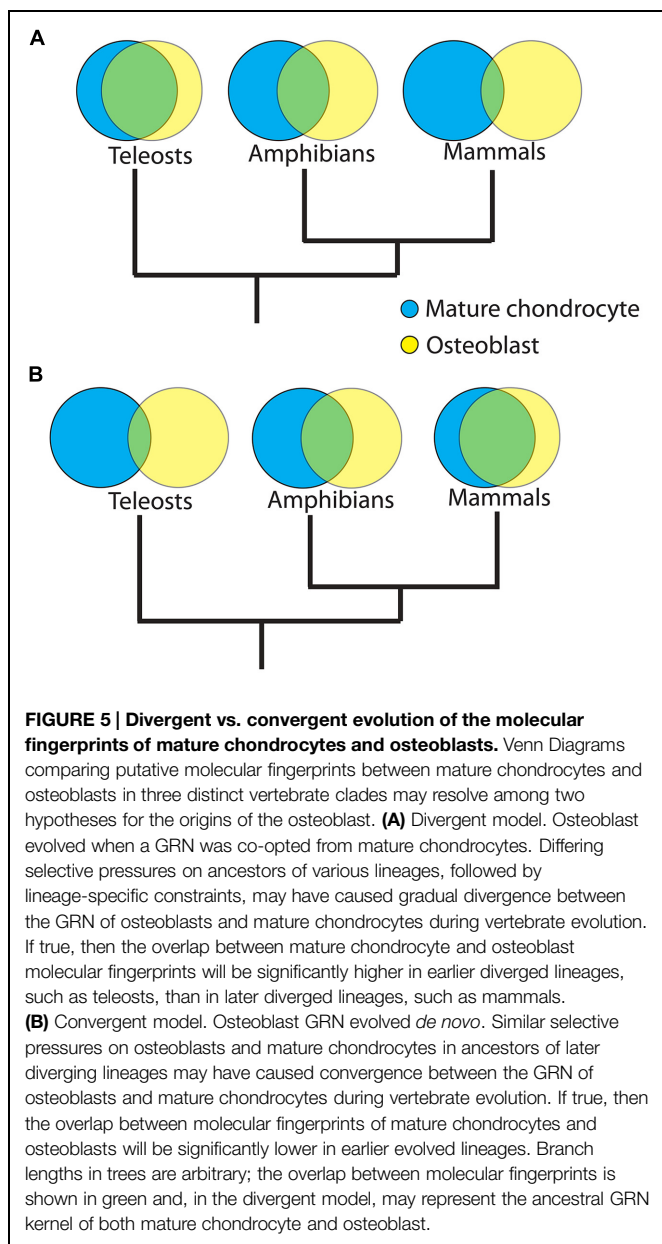 A
Teleosts
Amphibians
Mammals
Mature chondrocyte
Osteoblast
B
Teleosts
Amphibians
Mammals
FIGURE 5 | Divergent vs. convergent evolution of the molecular
fingerprints of mature chondrocytes and osteoblasts. Venn Diagrams
comparing putative molecular fingerprints between mature chondrocytes and
osteoblasts in three distinct vertebrate clades may resolve among two
hypotheses for the origins of the osteoblast. (A) Divergent model. Osteoblast
evolved when a GRN was co-opted from mature chondrocytes. Differing
selective pressures on ancestors of various lineages, followed by
lineage-specific constraints, may have caused gradual divergence between
the GRN of osteoblasts and mature chondrocytes during vertebrate evolution.
If true, then the overlap between mature chondrocyte and osteoblast
molecular fingerprints will be significantly higher in earlier diverged lineages,
such as teleosts, than in later diverged lineages, such as mammals.
(B) Convergent model. Osteoblast GRN evolved de novo. Similar selective
pressures on osteoblasts and mature chondrocytes in ancestors of later
diverging lineages may have caused convergence between the GRN of
osteoblasts and mature chondrocytes during vertebrate evolution. If true, then
the overlap between molecular fingerprints of mature chondrocytes and
osteoblasts will be significantly lower in earlier evolved lineages. Branch
lengths in trees are arbitrary; the overlap between molecular fingerprints is
shown in green and, in the divergent model, may represent the ancestral GRN
kernel of both mature chondrocyte and osteoblast.